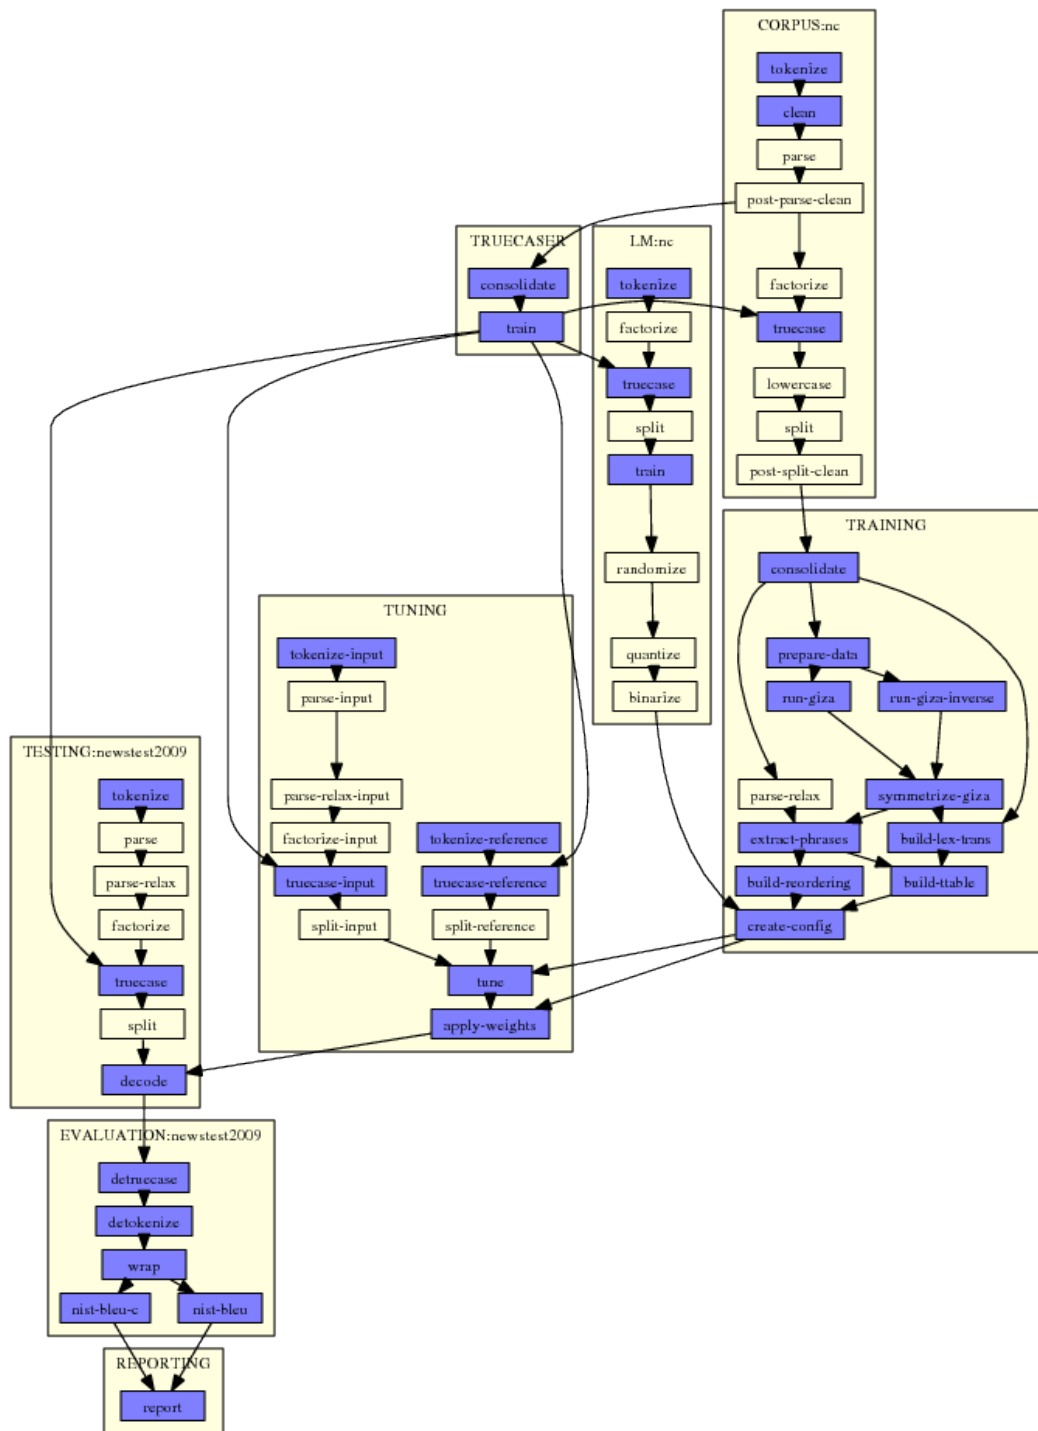 CORPUS:nc
tokenize
clean
parse
post-parse-clean
factorize
truecase
lowercase
split
post-split-clean
TRUECASER
consolidate
train
LM:nc
tokenize
factorize
truecase
split
train
randomize
quantize
binarize
TRAINING
consolidate
prepare-data
run-giza
run-giza-inverse
parse-relax
symmetrize-giza
extract-phrases
build-lex-trans
build-reordering
build-ttable
create-config
TUNING
tokenize-input
parse-input
parse-relax-input
factorize-input
tokenize-reference
truecase-input
truecase-reference
split-input
split-reference
tune
apply-weights
TESTING:newstest2009
tokenize
parse
parse-relax
factorize
truecase
split
decode
EVALUATION:newstest2009
detruecase
detokenize
wrap
nist-bleu-c
nist-bleu
REPORTING
report